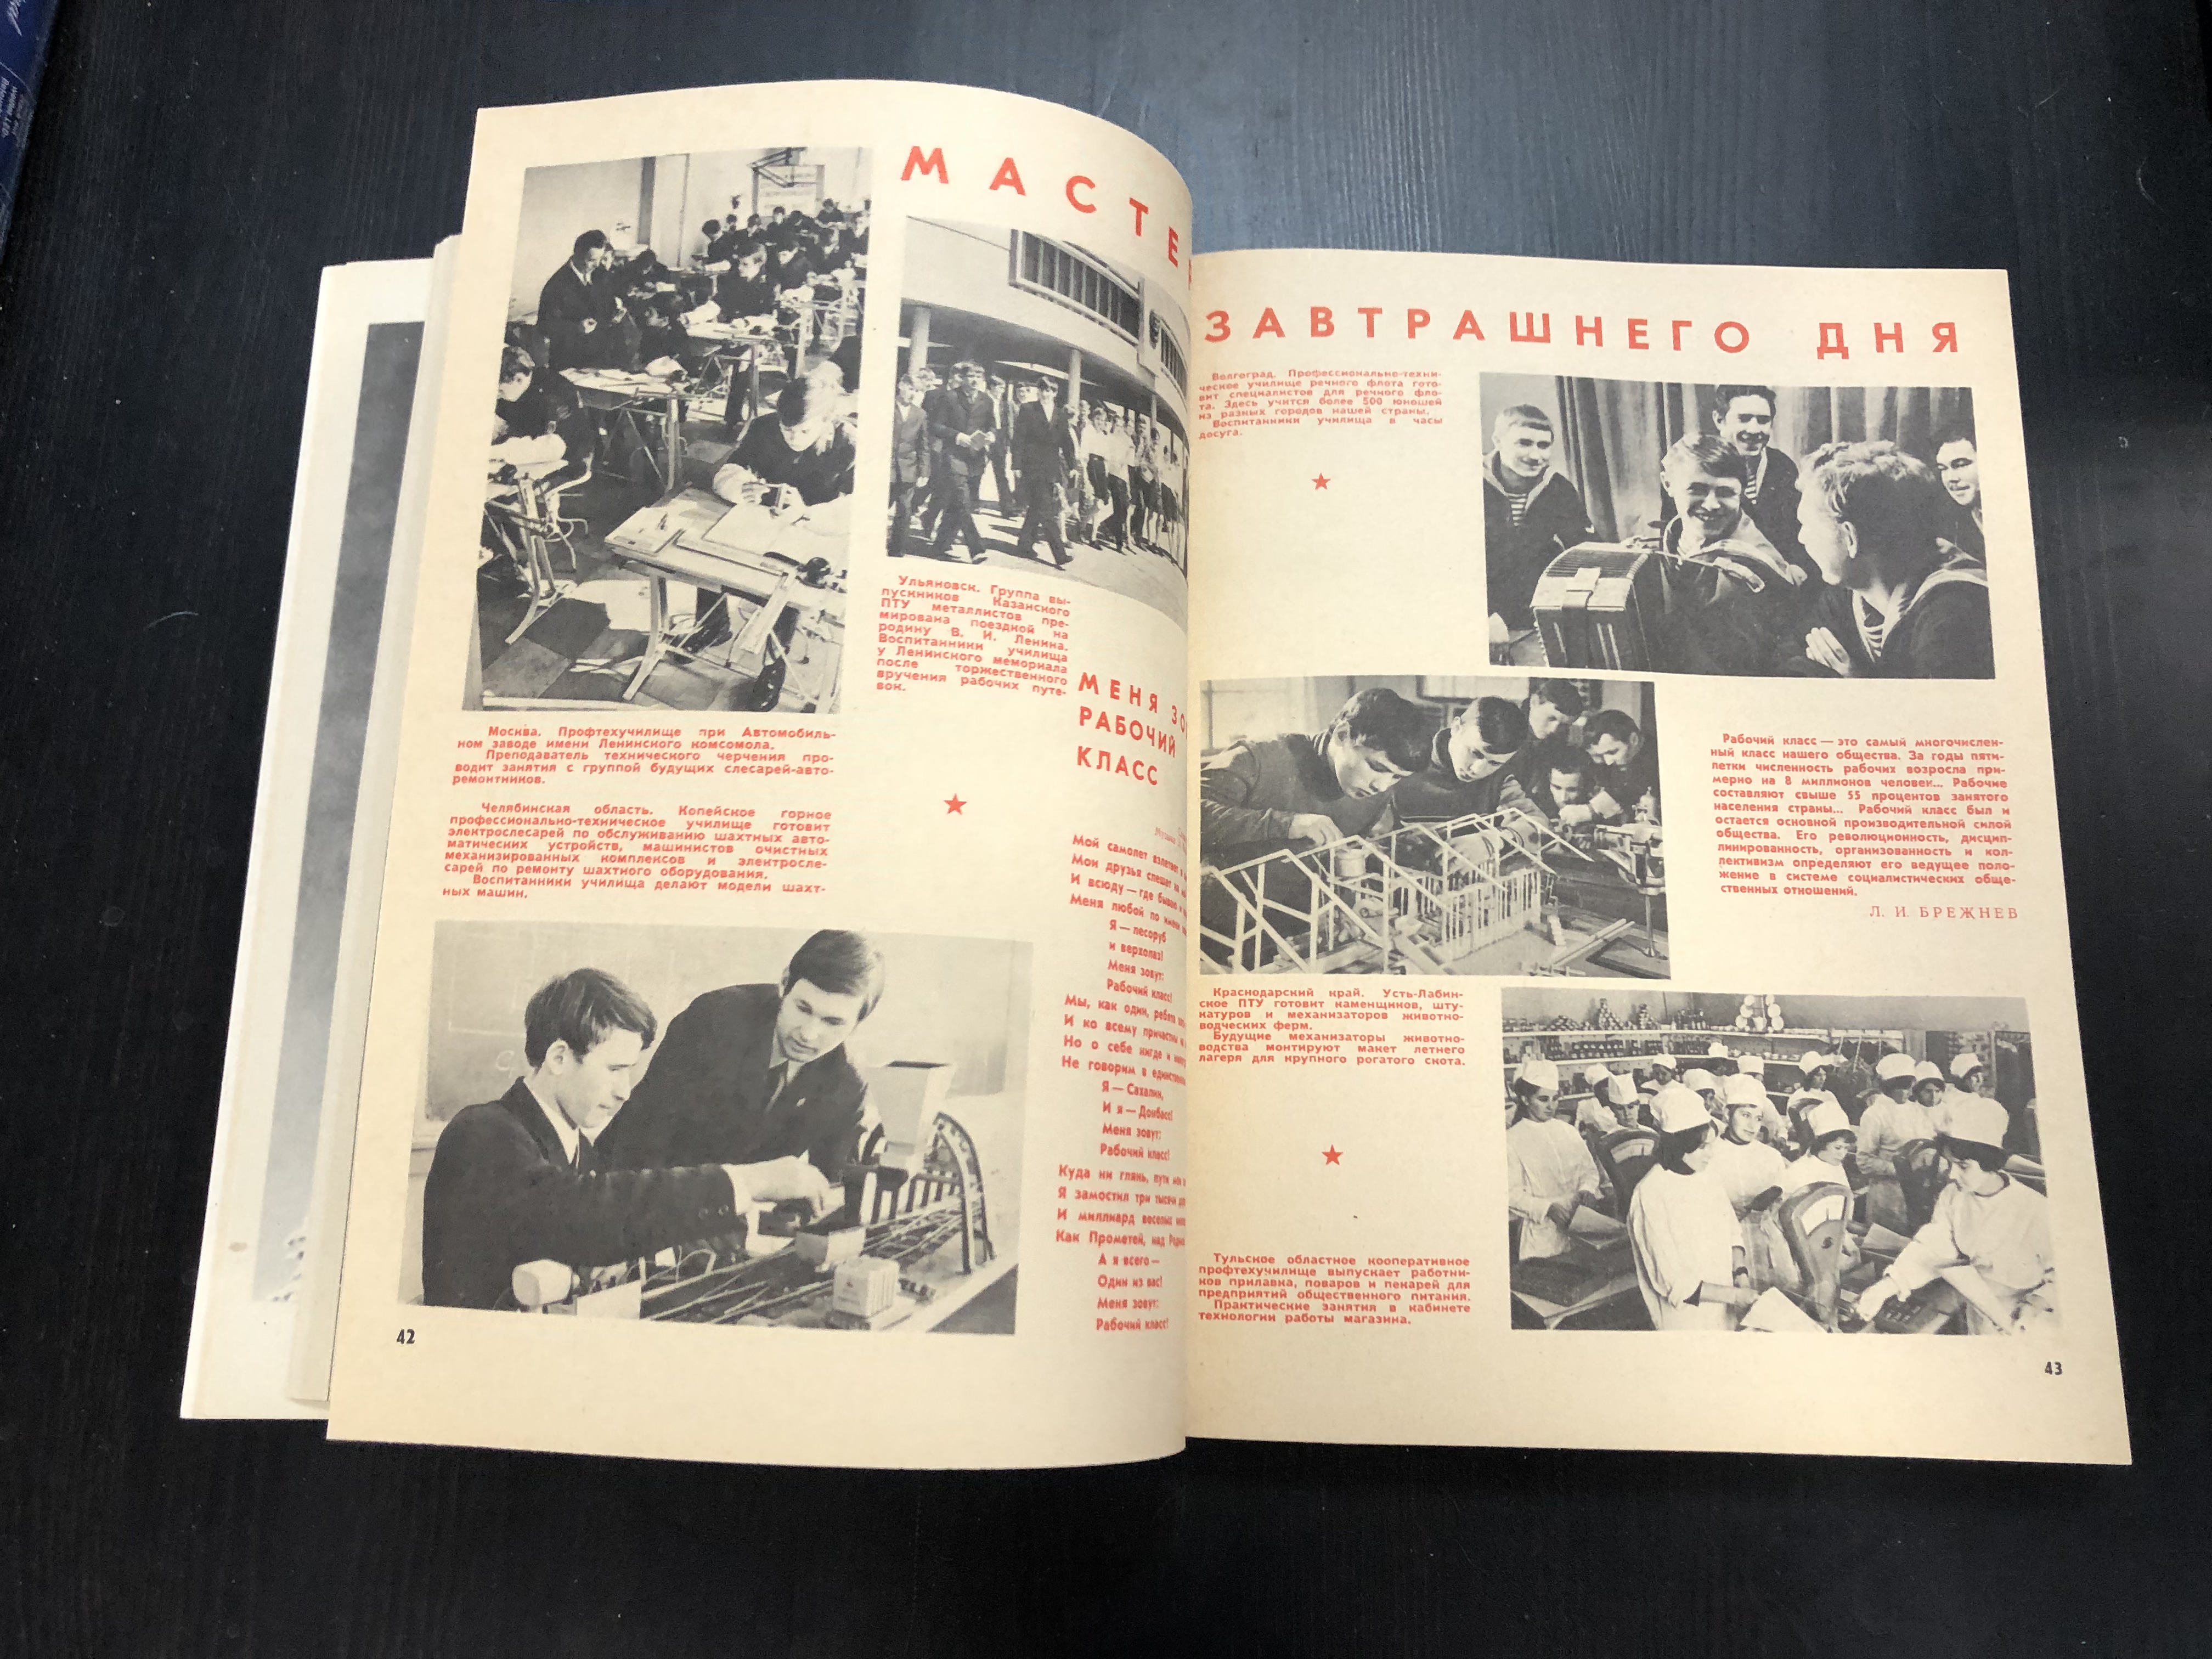 МАСТЕ
Москва. Профтехучилище при Автомобиль-
ном заводе имени Ленинского комсомола.
Преподаватель технического черчения про-
водит занятия с группой будущих слесарей-авто-
ремонтников.
Челябинская область. Копейское горное
профессионально-техническое училище готовит
электрослесарей по обслуживанию шахтных авто-
матических устройств, машинистов очистных
механизированных комплексов и электросле-
сарей по ремонту шахтного оборудования.
Воспитанники училища делают модели шахт-
ных машин.
Ульяновск. Группа вы-
пускников Казанского
ПТУ металлистов пре-
мирована поездкой на
родину В. И. Ленина.
Воспитанники училища
у Ленинского мемориала
после торжественного
вручения рабочих путе-
вок.
МЕНЯ ЗО
РАБОЧИЙ
КЛАСС
Мой самолет взлетает
Мои друзья спешат
И всюду — где бывал и
Меня любой по имени
Я — лесоруб
и верхолаз!
Меня зовут:
Рабочий класс!
Мы, как один, ребята
И ко всему причастны
Но о себе нигде и
Не говорим в единственном
Я — Сахалин,
И я — Донбасс!
Меня зовут:
Рабочий класс!
Куда ни глянь, пути мои
Я замостил три тысячи
И миллиард веселых
Как Прометей, над
А я всего —
Один из вас!
Меня зовут:
Рабочий класс!
42
ЗАВТРАШНЕГО ДНЯ
Волгоград. Профессионально-техни-
ческое училище речного флота гото-
вит специалистов для речного фло-
та. Здесь учится более 500 юношей
из разных городов нашей страны.
Воспитанники училища в часы
досуга.
Рабочий класс — это самый многочислен-
ный класс нашего общества. За годы пяти-
летки численность рабочих возросла при-
мерно на 8 миллионов человек... Рабочие
составляют свыше 55 процентов занятого
населения страны... Рабочий класс был и
остается основной производительной силой
общества. Его революционность, дисцип-
линированность, организованность и кол-
лективизм определяют его ведущее поло-
жение в системе социалистических обще-
ственных отношений.
Л. И. БРЕЖНЕВ
Краснодарский край. Усть-Лабин-
ское ПТУ готовит каменщиков, шту-
катуров и механизаторов животно-
водческих ферм.
Будущие механизаторы животно-
водства монтируют макет летнего
лагеря для крупного рогатого скота.
Тульское областное кооперативное
профтехучилище выпускает работни-
ков прилавка, поваров и пекарей для
предприятий общественного питания.
Практические занятия в кабинете
технологии работы магазина.
43